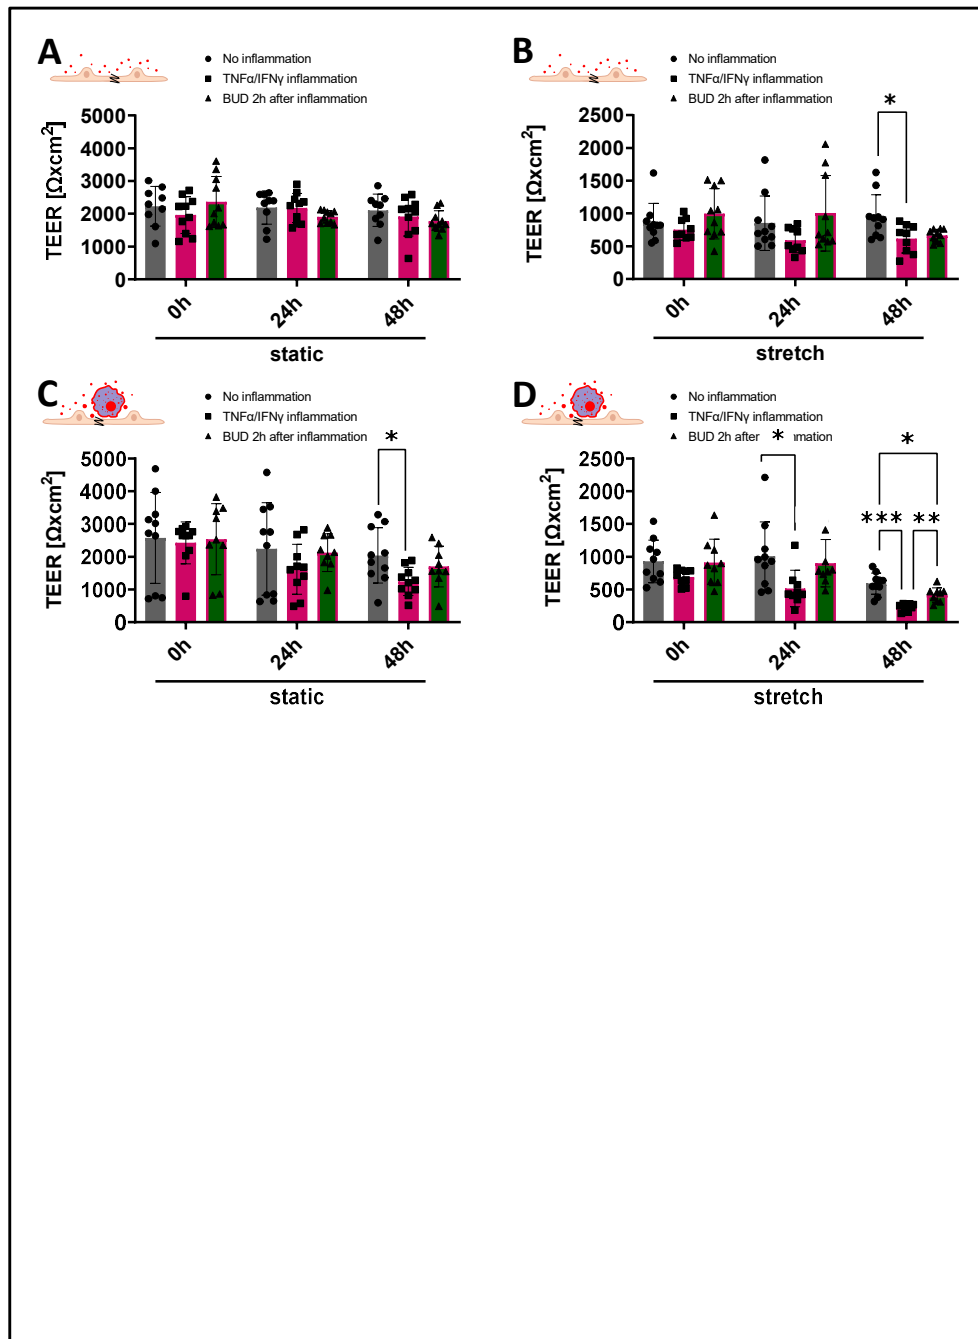 A
No inflammation
TNFα/IFNγ inflammation
BUD 2h after inflammation
TEER [Ωxcm²]
5000
4000
3000
2000
1000
0
0h
24h
48h
static
B
No inflammation
TNFα/IFNγ inflammation
BUD 2h after inflammation
*
TEER [Ωxcm²]
2500
2000
1500
1000
500
0
0h
24h
48h
stretch
C
No inflammation
TNFα/IFNγ inflammation
BUD 2h after inflammation
*
TEER [Ωxcm²]
5000
4000
3000
2000
1000
0
0h
24h
48h
static
D
No inflammation
TNFα/IFNγ inflammation
BUD 2h after mmation
*
*
*** **
TEER [Ωxcm²]
2500
2000
1500
1000
500
0
0h
24h
48h
stretch